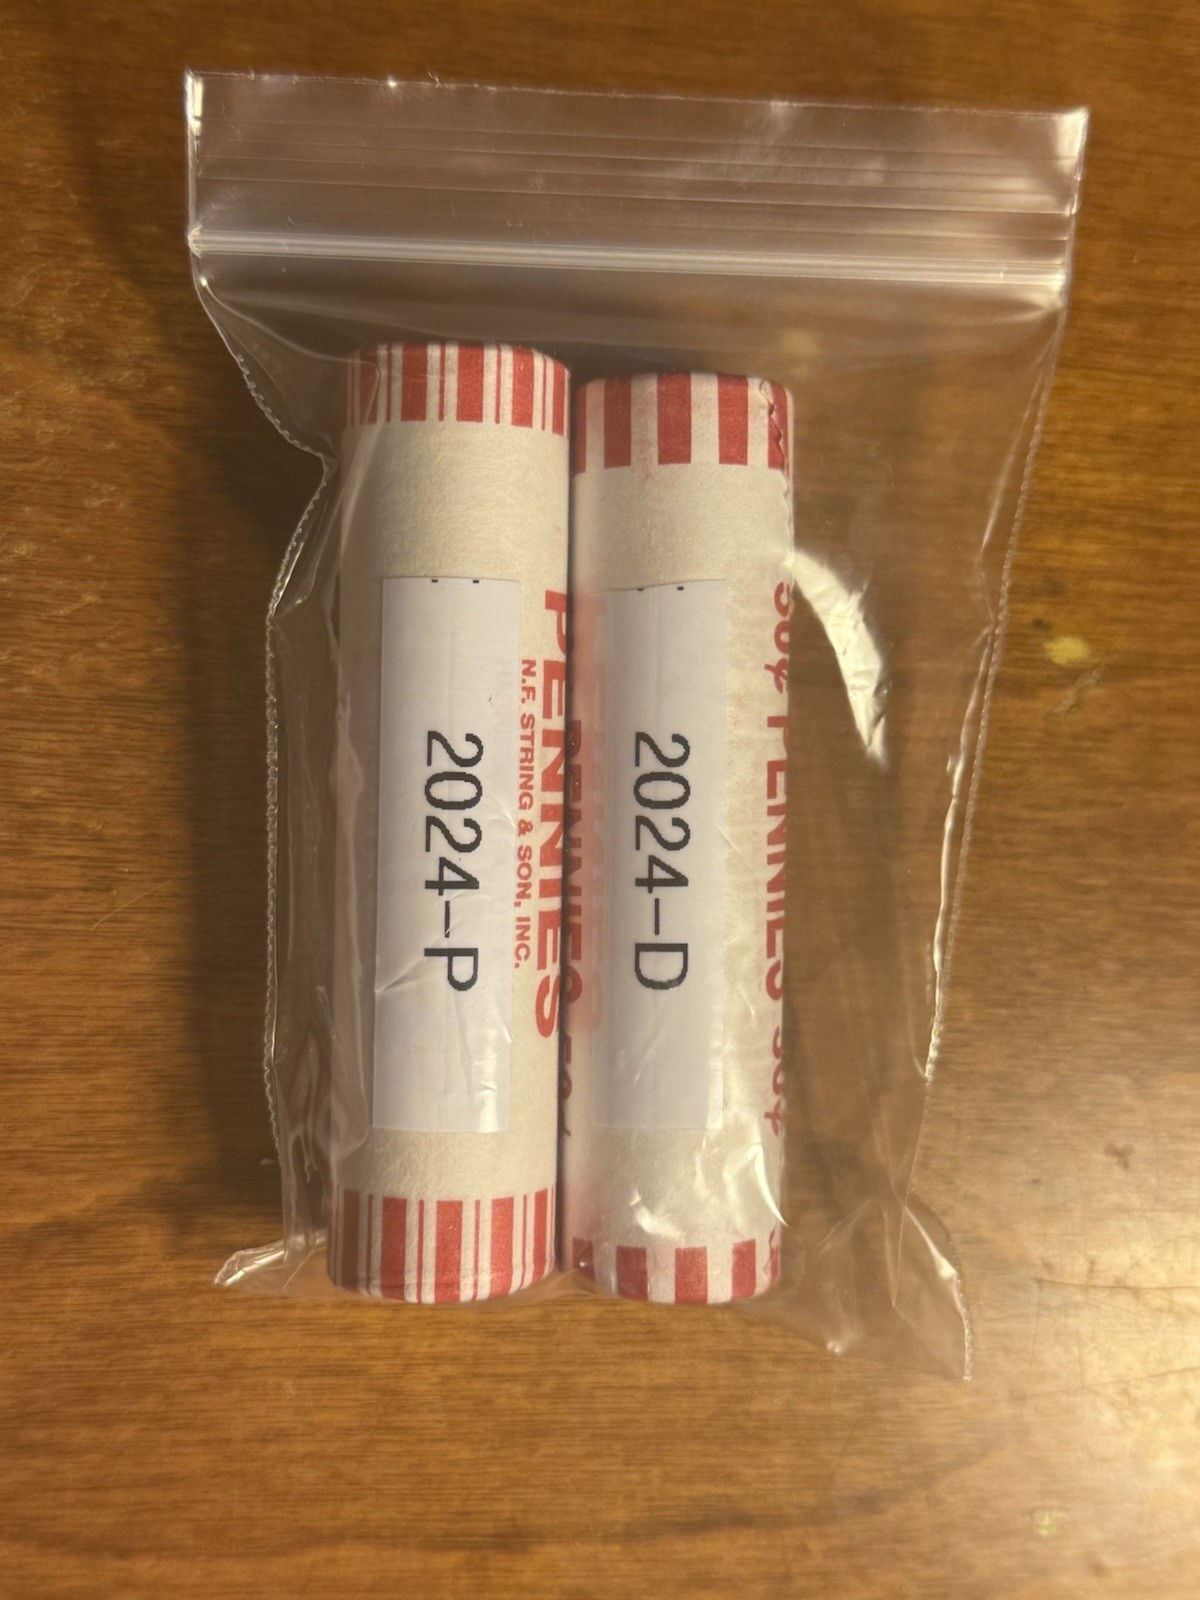 PENNIES
N.F. STRING & SON, INC.
2024-P
2024-D
50¢ PENNIES 50¢